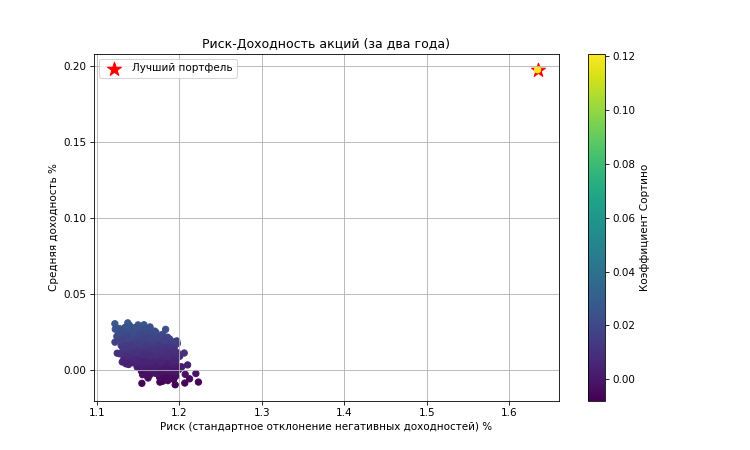 Риск-Доходность акций (за два года)
Лучший портфель
Средняя доходность %
0.20
0.15
0.10
0.05
0.00
1.1 1.2 1.3 1.4 1.5 1.6
Риск (стандартное отклонение негативных доходностей) %
0.12
0.10
0.08
0.06
0.04
0.02
0.00
Коэффициент Сортино